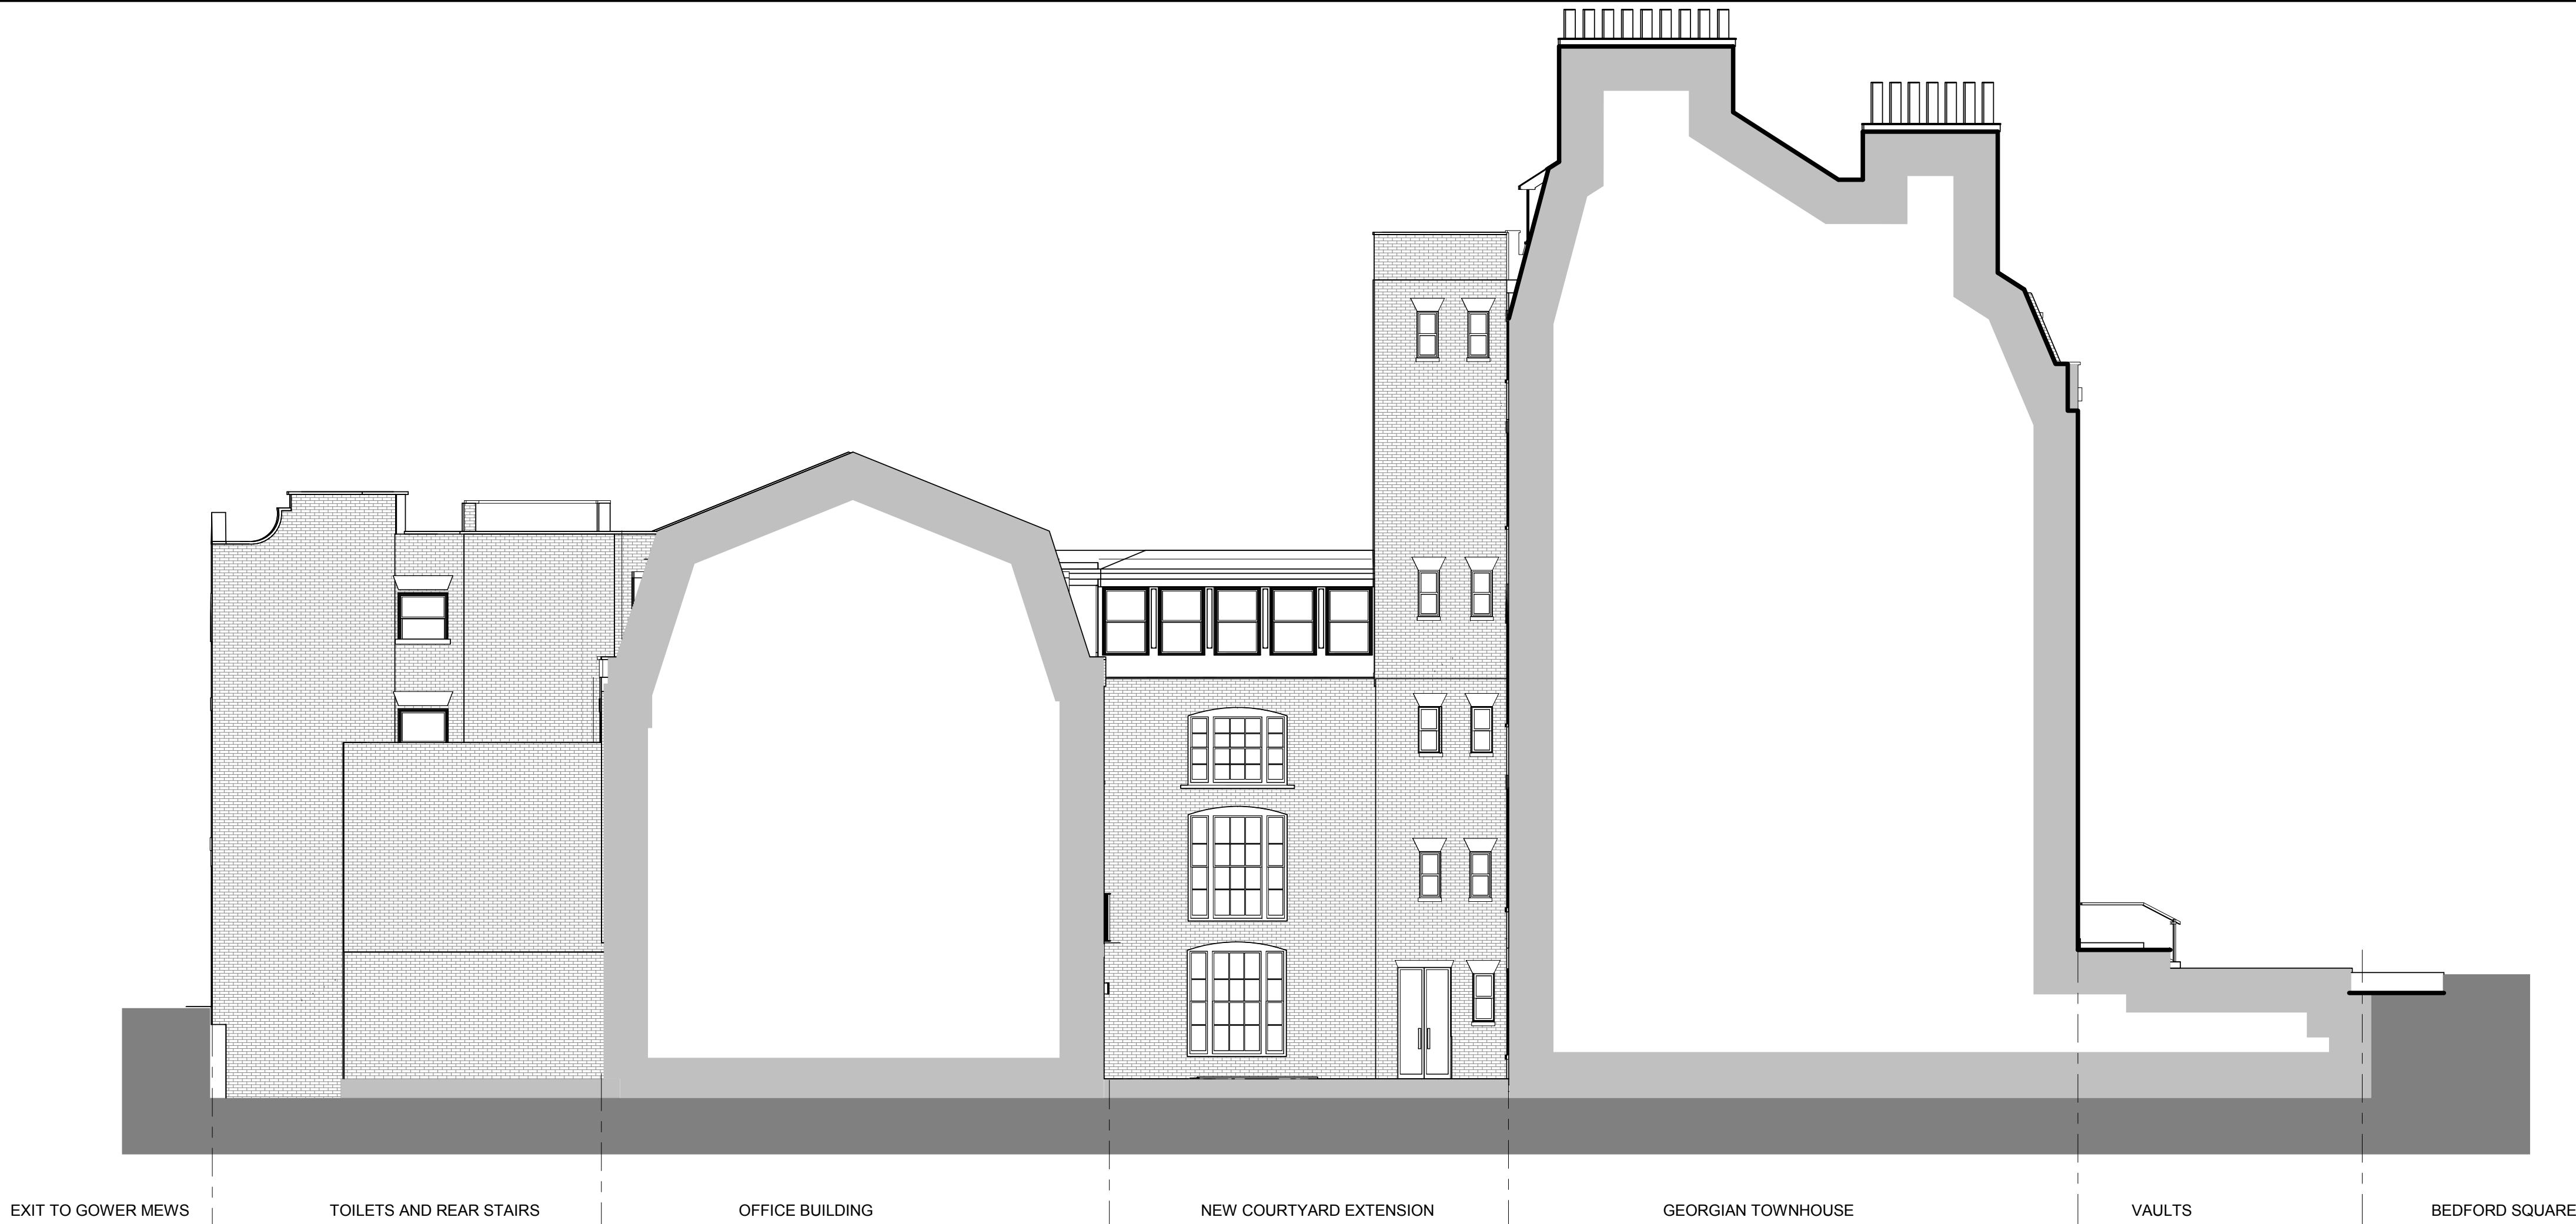 EXIT TO GOWER MEWS
TOILETS AND REAR STAIRS
OFFICE BUILDING
NEW COURTYARD EXTENSION
GEORGIAN TOWNHOUSE
VAULTS
BEDFORD SQUARE